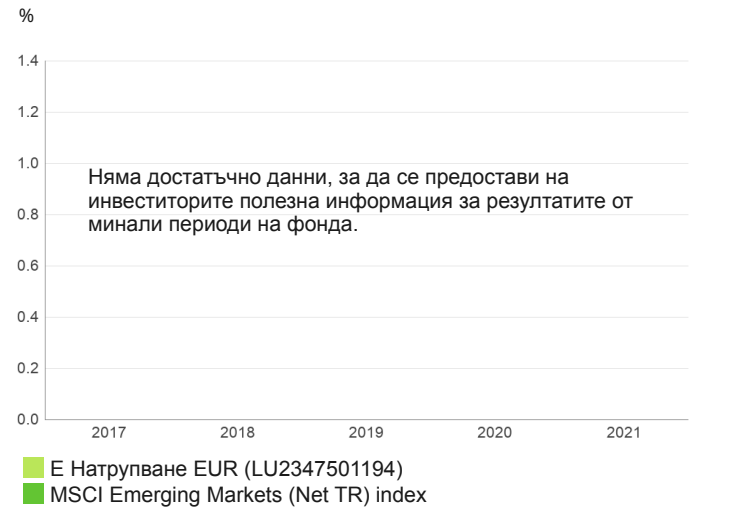 %
1.4
1.2
1.0
Няма достатъчно данни, за да се предостави на
инвеститорите полезна информация за резултатите от
0.8
минали периоди на фонда.
0.6
0.4
0.2
0.0
2017 2018 2019 2020 2021
Е Натрупване EUR (LU2347501194)
MSCI Emerging Markets (Net TR) index